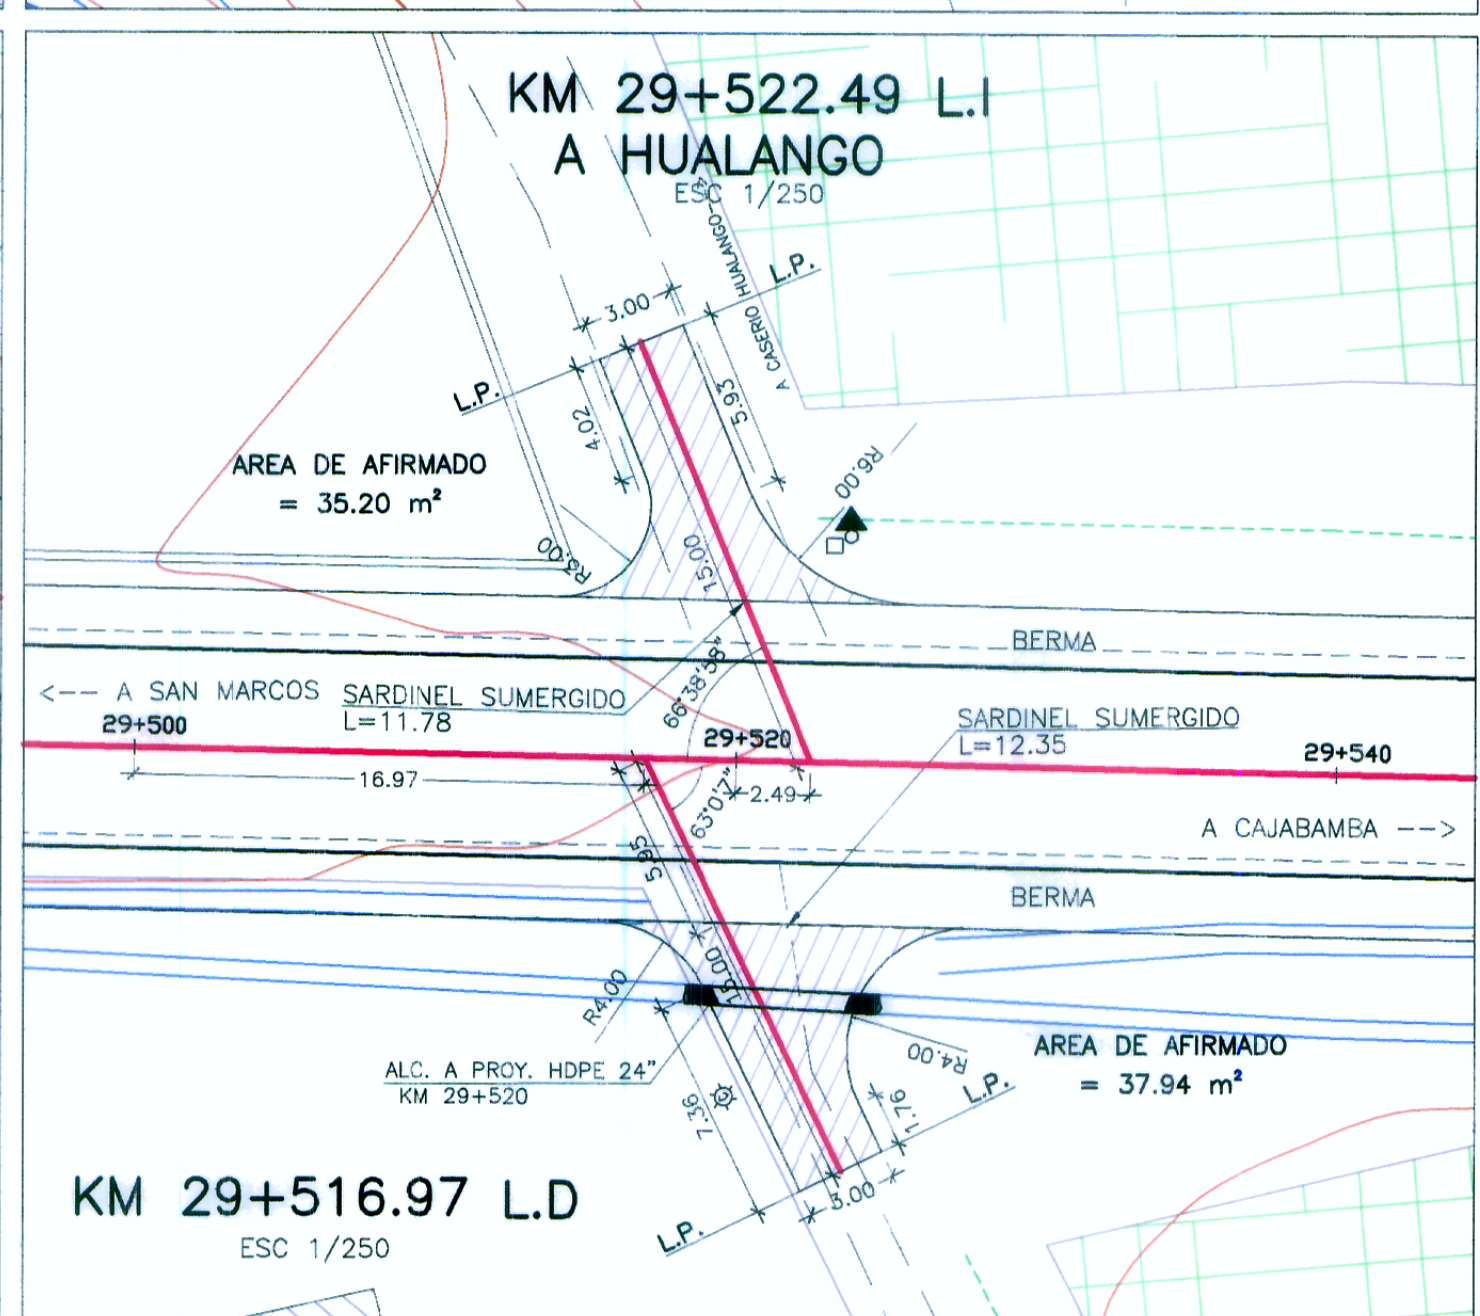 KM 29+522.49 L.I
A HUALANGO
ESC 1/250
A CASERIO HUALANGO-C
L.P.
3.00
L.P.
4.02
5.93
R6.00
AREA DE AFIRMADO
= 35.20 m²
R3.00
15.00
BERMA
66°38'58"
<-- A SAN MARCOS
SARDINEL SUMERGIDO
L=11.78
29+500
29+520
SARDINEL SUMERGIDO
L=12.35
29+540
16.97
2.49
63°0'7"
A CAJABAMBA -->
5.95
BERMA
15.00
R4.00
R4.00
AREA DE AFIRMADO
= 37.94 m²
ALC. A PROY. HDPE 24"
KM 29+520
7.36
1.76
L.P.
3.00
L.P.
KM 29+516.97 L.D
ESC 1/250